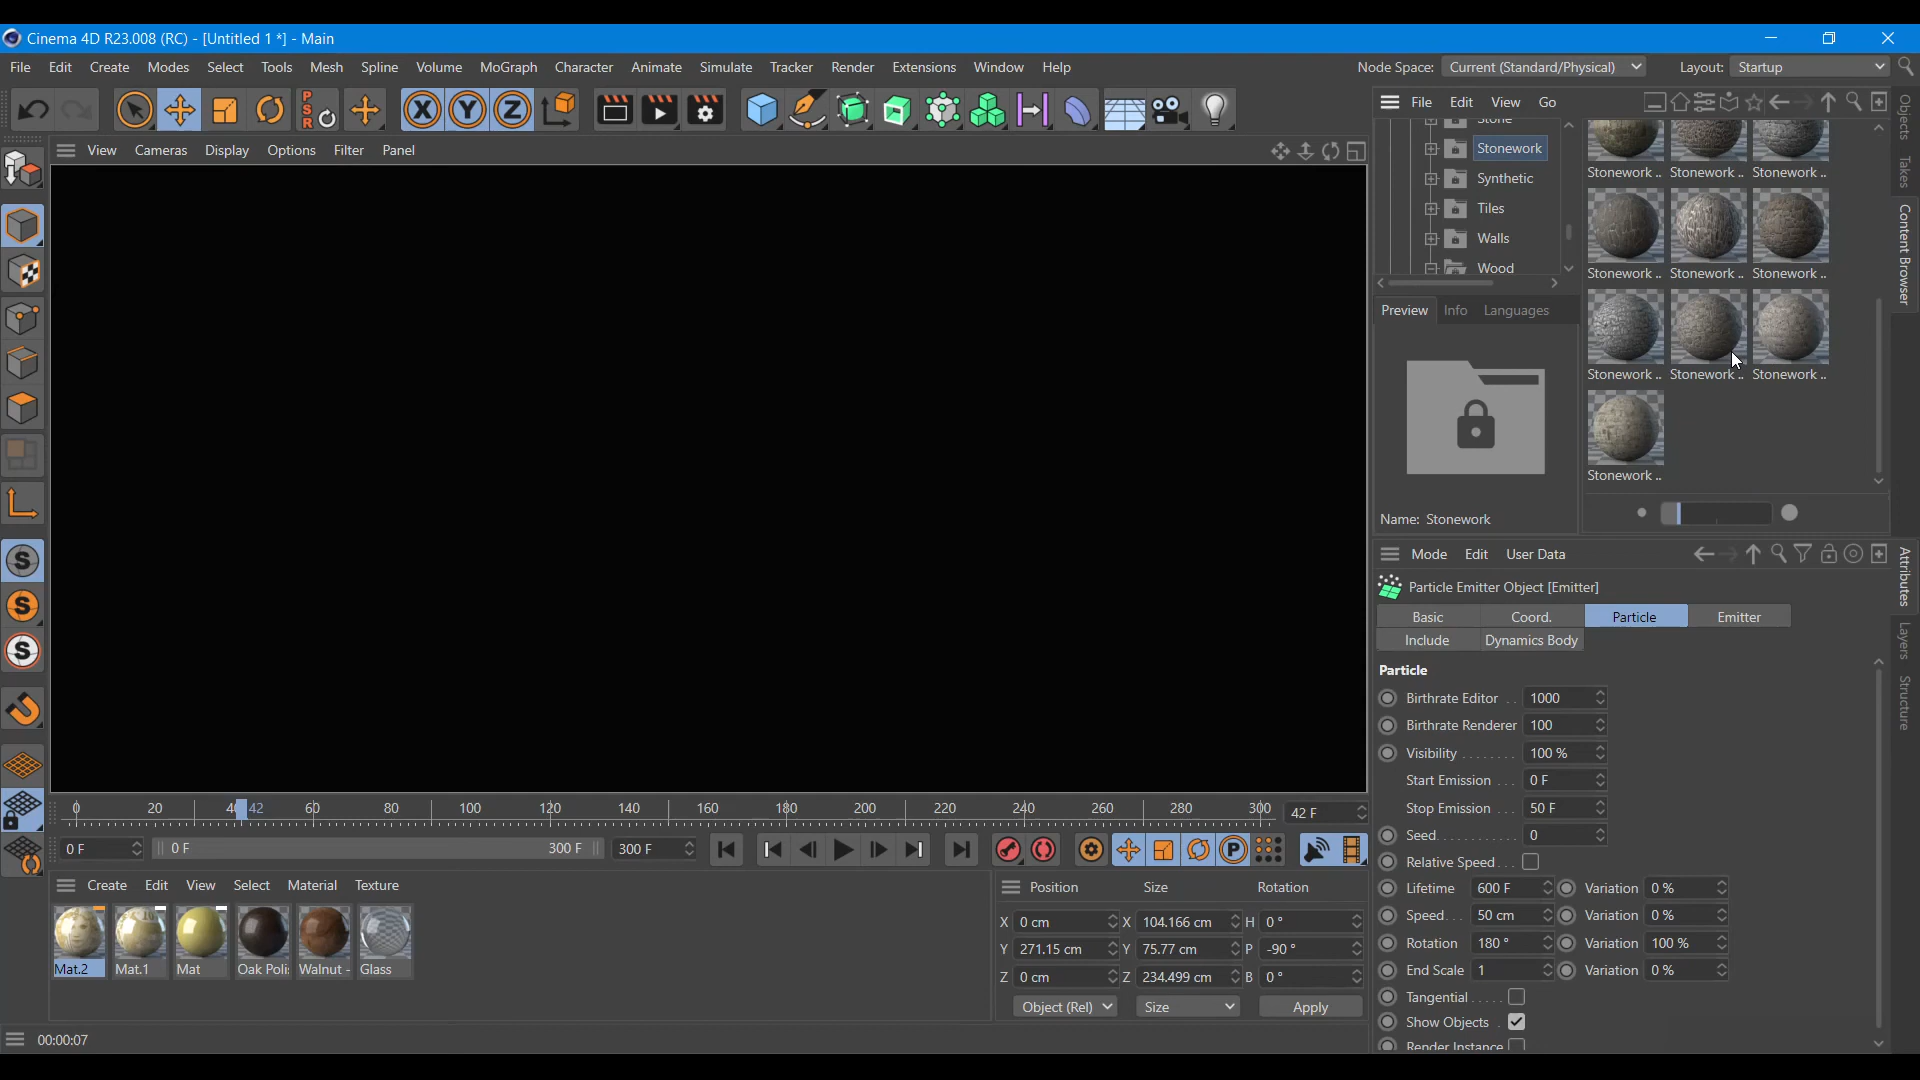 Cinema 4D R23.008 (RC) - [Untitled 1 *] - Main
File Edit Create Modes Select Tools Mesh Spline Volume MoGraph Character Animate Simulate Tracker Render Extensions Window Help
Node Space: Current (Standard/Physical) Layout: Startup
PSR X Y Z
File Edit View Go
View Cameras Display Options Filter Panel
Objects
Takes
Content Browser
Stone
Stonework
Synthetic
Tiles
Walls
Wood
Stonework .. Stonework .. Stonework ..
Stonework .. Stonework .. Stonework ..
Stonework .. Stonework .. Stonework ..
Stonework ..
Preview Info Languages
Name: Stonework
S
S
S
Mode Edit User Data
Attributes
Layers
Structure
Particle Emitter Object [Emitter]
Basic Coord. Particle Emitter
Include Dynamics Body
Particle
Birthrate Editor . . 1000
Birthrate Renderer 100
Visibility . . . . . . . . 100 %
Start Emission . . . 0 F
Stop Emission . . . 50 F
Seed. . . . . . . . . . . 0
Relative Speed. . .
Lifetime 600 F Variation 0 %
Speed. . . 50 cm Variation 0 %
Rotation 180 ° Variation 100 %
End Scale 1 Variation 0 %
Tangential . . . . .
Show Objects .
Render Instance
0 20 40 42 60 80 100 120 140 160 180 200 220 240 260 280 300 42 F
0 F 0 F 300 F 300 F P
Create Edit View Select Material Texture
Mat.2 Mat.1 Mat Oak Poli Walnut - Glass
Position Size Rotation
X 0 cm X 104.166 cm H 0 °
Y 271.15 cm Y 75.77 cm P -90 °
Z 0 cm Z 234.499 cm B 0 °
Object (Rel) Size Apply
00:00:07